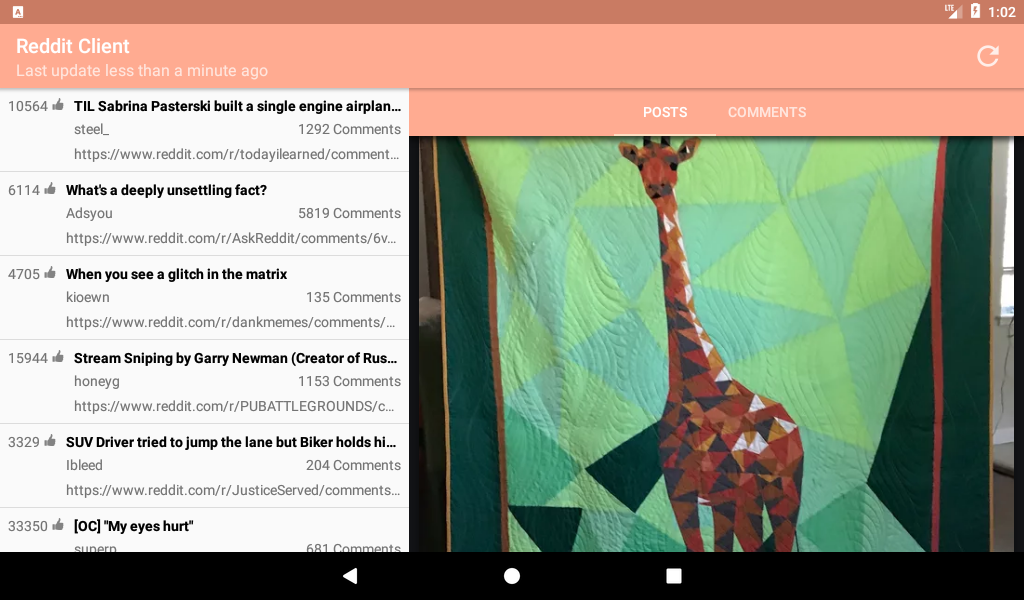 LTE 1:02
Reddit Client
Last update less than a minute ago
POSTS COMMENTS
10564 TIL Sabrina Pasterski built a single engine airplan...
steel_ 1292 Comments
https://www.reddit.com/r/todayilearned/comment...
6114 What's a deeply unsettling fact?
Adsyou 5819 Comments
https://www.reddit.com/r/AskReddit/comments/6v...
4705 When you see a glitch in the matrix
kioewn 135 Comments
https://www.reddit.com/r/dankmemes/comments/...
15944 Stream Sniping by Garry Newman (Creator of Rus...
honeyg 1153 Comments
https://www.reddit.com/r/PUBATTLEGROUNDS/c...
3329 SUV Driver tried to jump the lane but Biker holds hi...
Ibleed 204 Comments
https://www.reddit.com/r/JusticeServed/comments...
33350 [OC] "My eyes hurt"
681 Comments